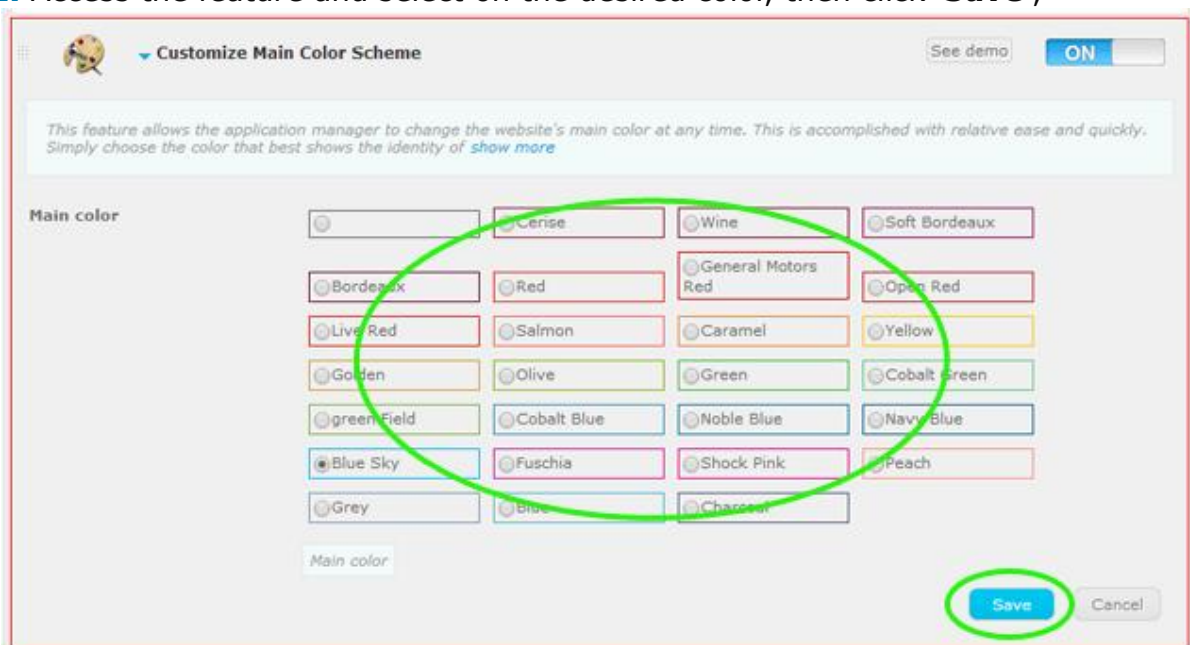 Access the feature and select on the desired color, then click "Save";
Customize Main Color Scheme
See demo
ON
This feature allows the application manager to change the website's main color at any time. This is accomplished with relative ease and quickly.
Simply choose the color that best shows the identity of show more
Main color
Cerise
Wine
Soft Bordeaux
Bordeaux
Red
General Motors
Red
Open Red
Live Red
Salmon
Caramel
Yellow
Golden
Olive
Green
Cobalt Green
green Field
Cobalt Blue
Noble Blue
Navy Blue
Blue Sky
Fuschia
Shock Pink
Peach
Grey
Blue
Charcoal
Main color
Save
Cancel